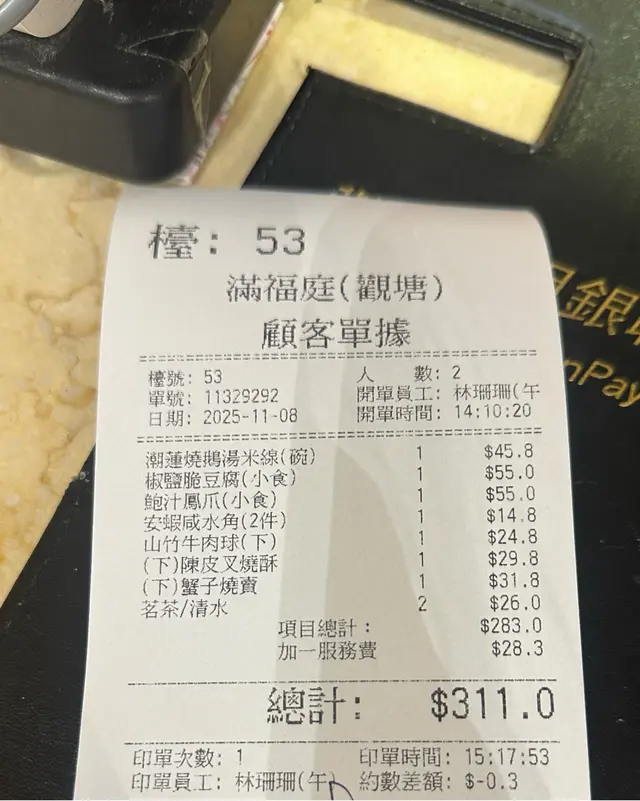 檯: 53
滿福庭(觀塘)
顧客單據
檯號: 53 人 數: 2
單號: 11329292 開單員工: 林珊珊(午
日期: 2025-11-08 開單時間: 14:10:20
潮蓮燒鵝湯米線(碗) 1 $45.8
椒鹽脆豆腐(小食) 1 $55.0
鮑汁鳳爪(小食) 1 $55.0
安蝦咸水角(2件) 1 $14.8
山竹牛肉球(下) 1 $24.8
(下)陳皮叉燒酥 1 $29.8
(下)蟹子燒賣 1 $31.8
茗茶/清水 2 $26.0
項目總計: $283.0
加一服務費 $28.3
總計: $311.0
印單次數: 1 印單時間: 15:17:53
印單員工: 林珊珊(午) 約數差額: $-0.3
銀
nPay